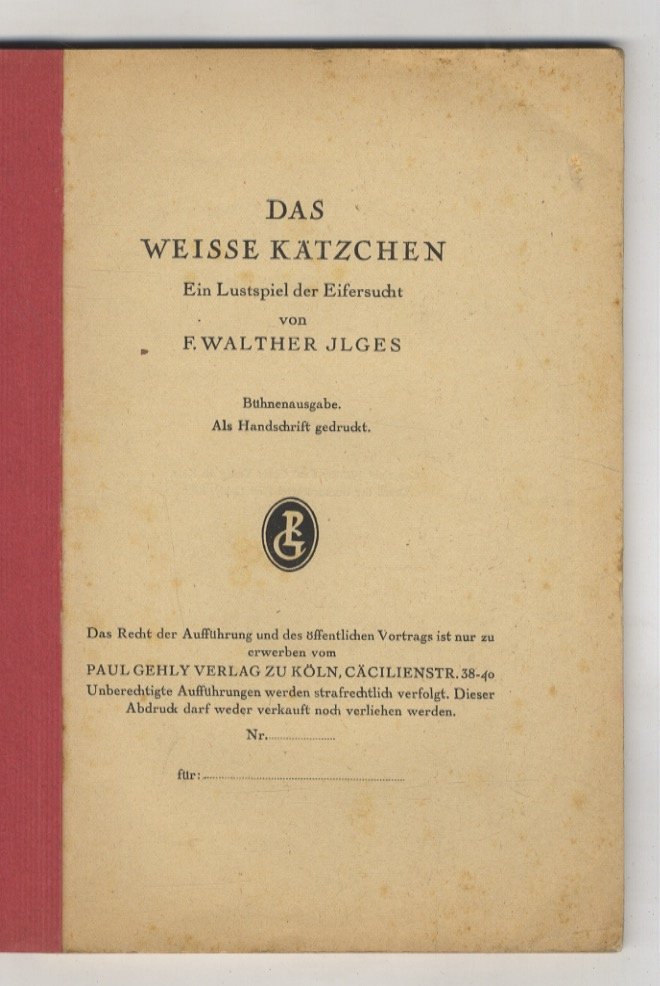 DAS
WEISSE KÄTZCHEN
Ein Lustspiel der Eifersucht
von
F. WALTHER JLGES
Bühnenausgabe.
Als Handschrift gedruckt.
PG
Das Recht der Aufführung und des öffentlichen Vortrags ist nur zu
erwerben vom
PAUL GEHLY VERLAG ZU KÖLN, CÄCILIENSTR. 38-40
Unberechtigte Aufführungen werden strafrechtlich verfolgt. Dieser
Abdruck darf weder verkauft noch verliehen werden.
Nr.....................
für:..............................................................